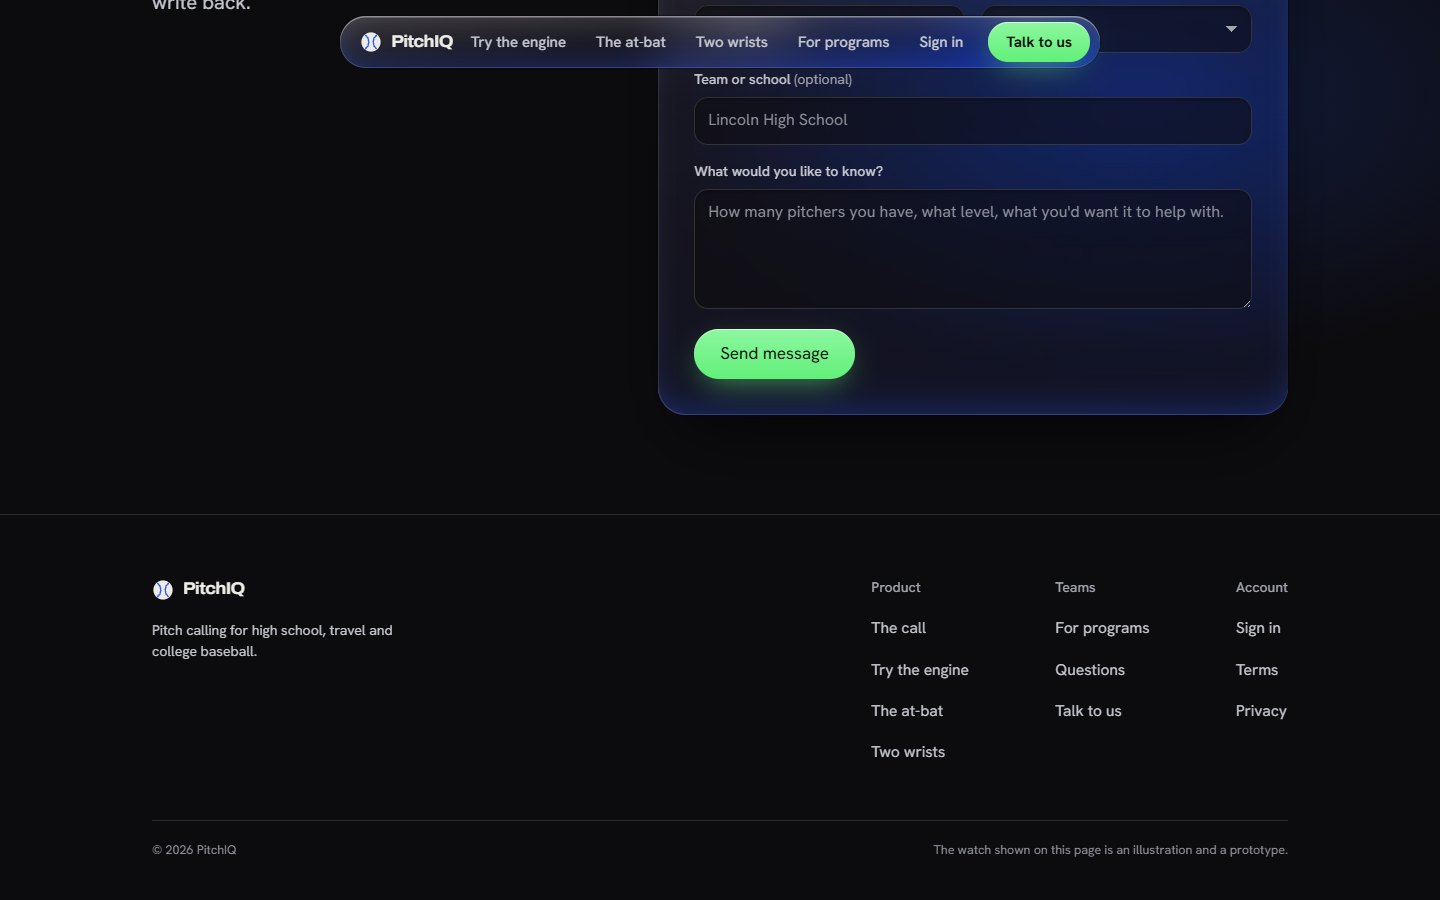 write back.
PitchIQ
Try the engine
The at-bat
Two wrists
For programs
Sign in
Talk to us
Team or school (optional)
Lincoln High School
What would you like to know?
How many pitchers you have, what level, what you'd want it to help with.
Send message
PitchIQ
Pitch calling for high school, travel and
college baseball.
Product
The call
Try the engine
The at-bat
Two wrists
Teams
For programs
Questions
Talk to us
Account
Sign in
Terms
Privacy
© 2026 PitchIQ
The watch shown on this page is an illustration and a prototype.